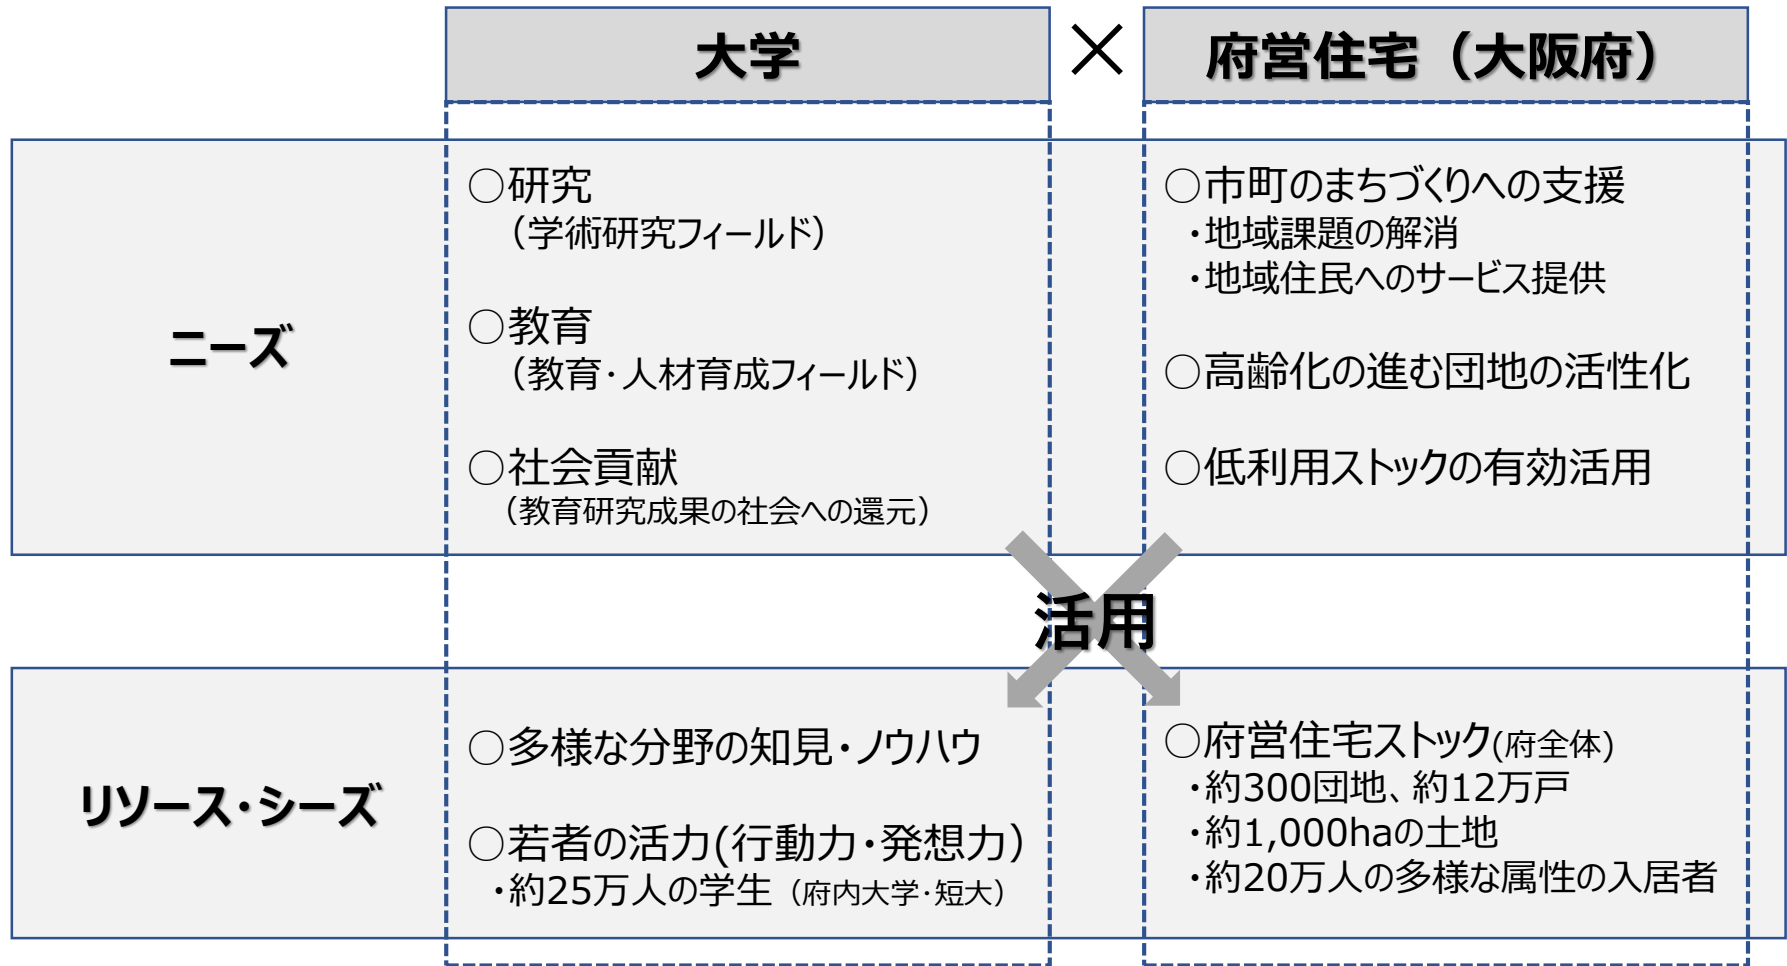 大学
×
府営住宅（大阪府）
ニーズ
○研究
（学術研究フィールド）
○教育
（教育・人材育成フィールド）
○社会貢献
（教育研究成果の社会への還元）
○市町のまちづくりへの支援
・地域課題の解消
・地域住民へのサービス提供
○高齢化の進む団地の活性化
○低利用ストックの有効活用
活用
リソース・シーズ
○多様な分野の知見・ノウハウ
○若者の活力(行動力・発想力）
・約25万人の学生（府内大学・短大）
○府営住宅ストック(府全体)
・約300団地、約12万戸
・約1,000haの土地
・約20万人の多様な属性の入居者